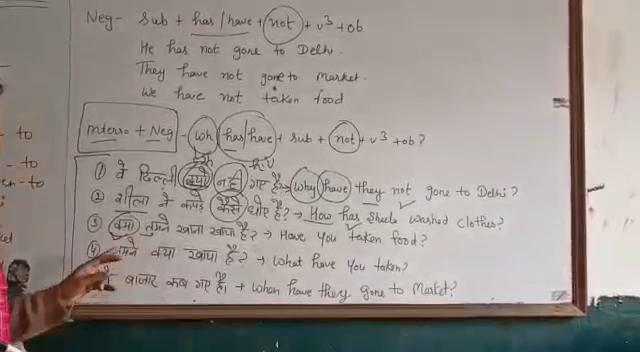 Neg- Sub + has/have + not + v³ + ob
He has not gone to Delhi.
They have not gone to market.
We have not taken food
Interro + Neg - wh has/have + sub + not + v³ + ob?
① वे दिल्ली क्यों नहीं गए हैं→ why have they not gone to Delhi?
② शीला ने कपड़े कैसे धोए हैं? → How has Sheela washed clothes?
③ क्या तुमने खाना खाया है? → Have you taken food?
④ तुमने क्या खाया है? → What have you taken?
बाजार कब गए हैं। → When have they gone to Market?
- to
- to